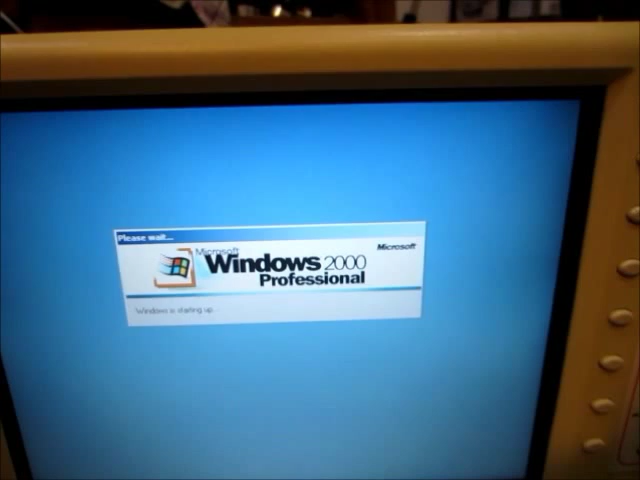 Please wait...
Microsoft
Microsoft
Windows 2000
Professional
Windows is starting up...